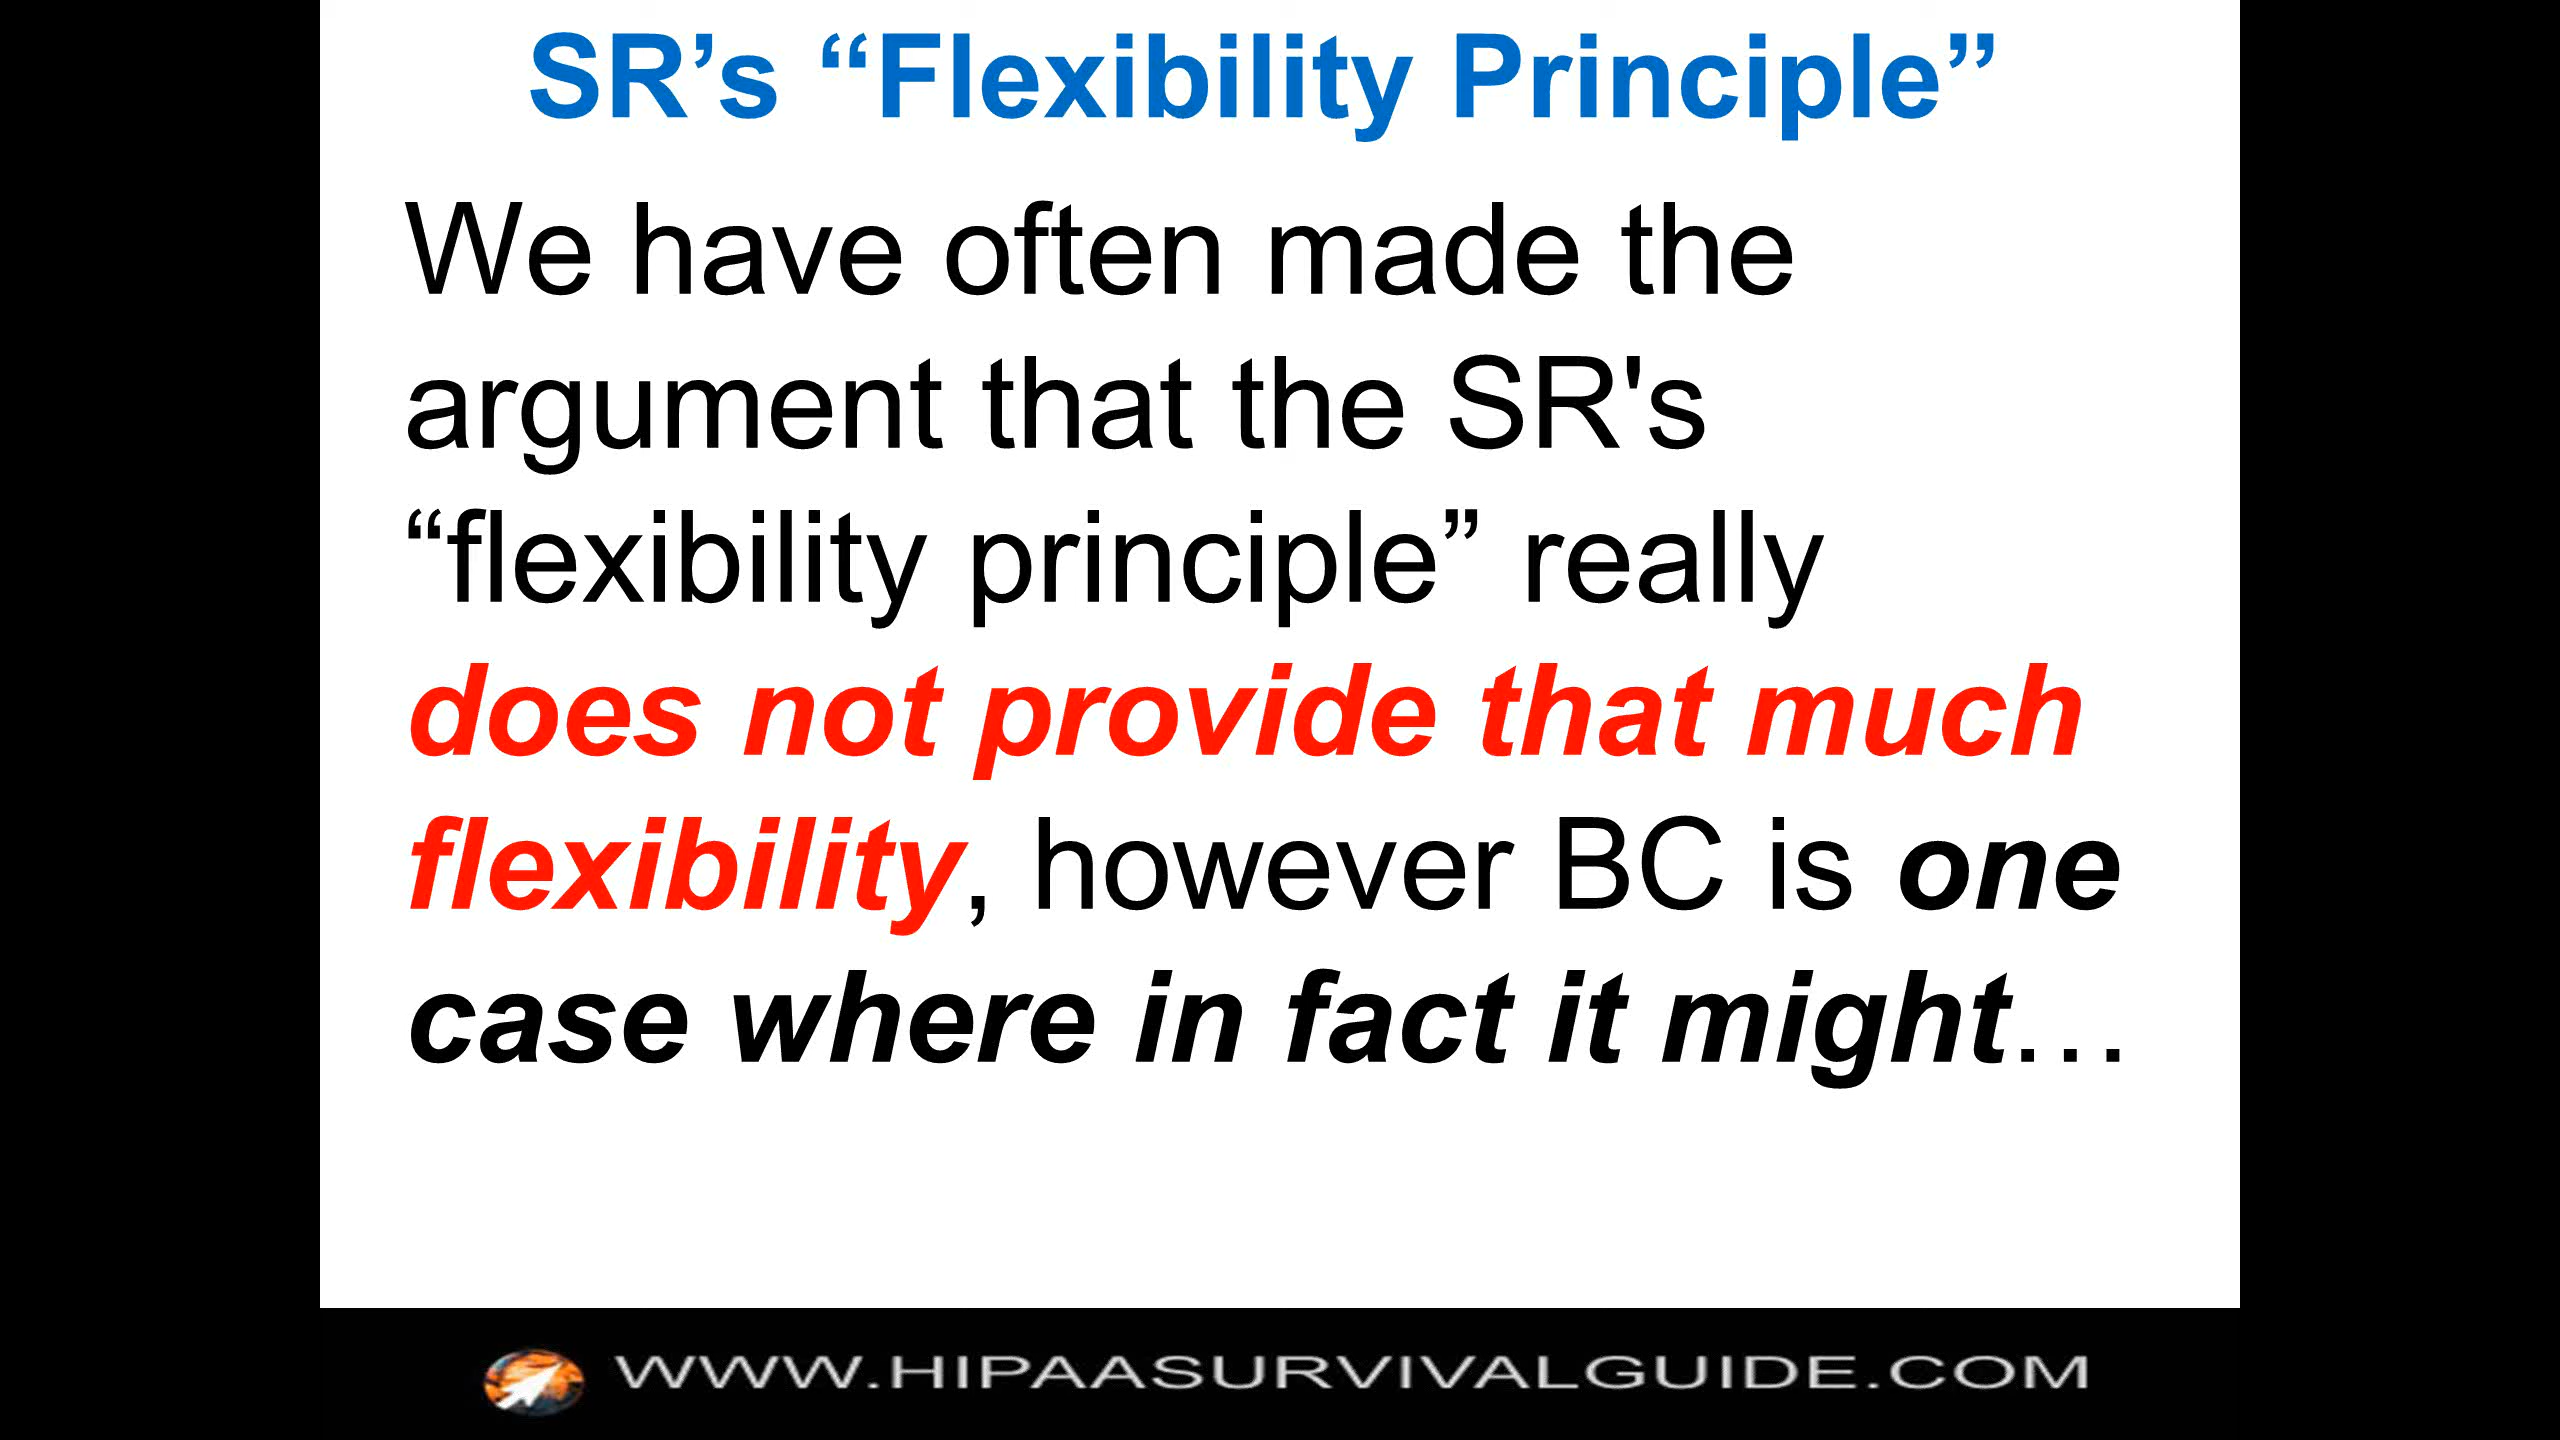 SR’s “Flexibility Principle”
We have often made the
argument that the SR's
“flexibility principle” really
does not provide that much
flexibility, however BC is one
case where in fact it might...
WWW.HIPAASURVIVALGUIDE.COM